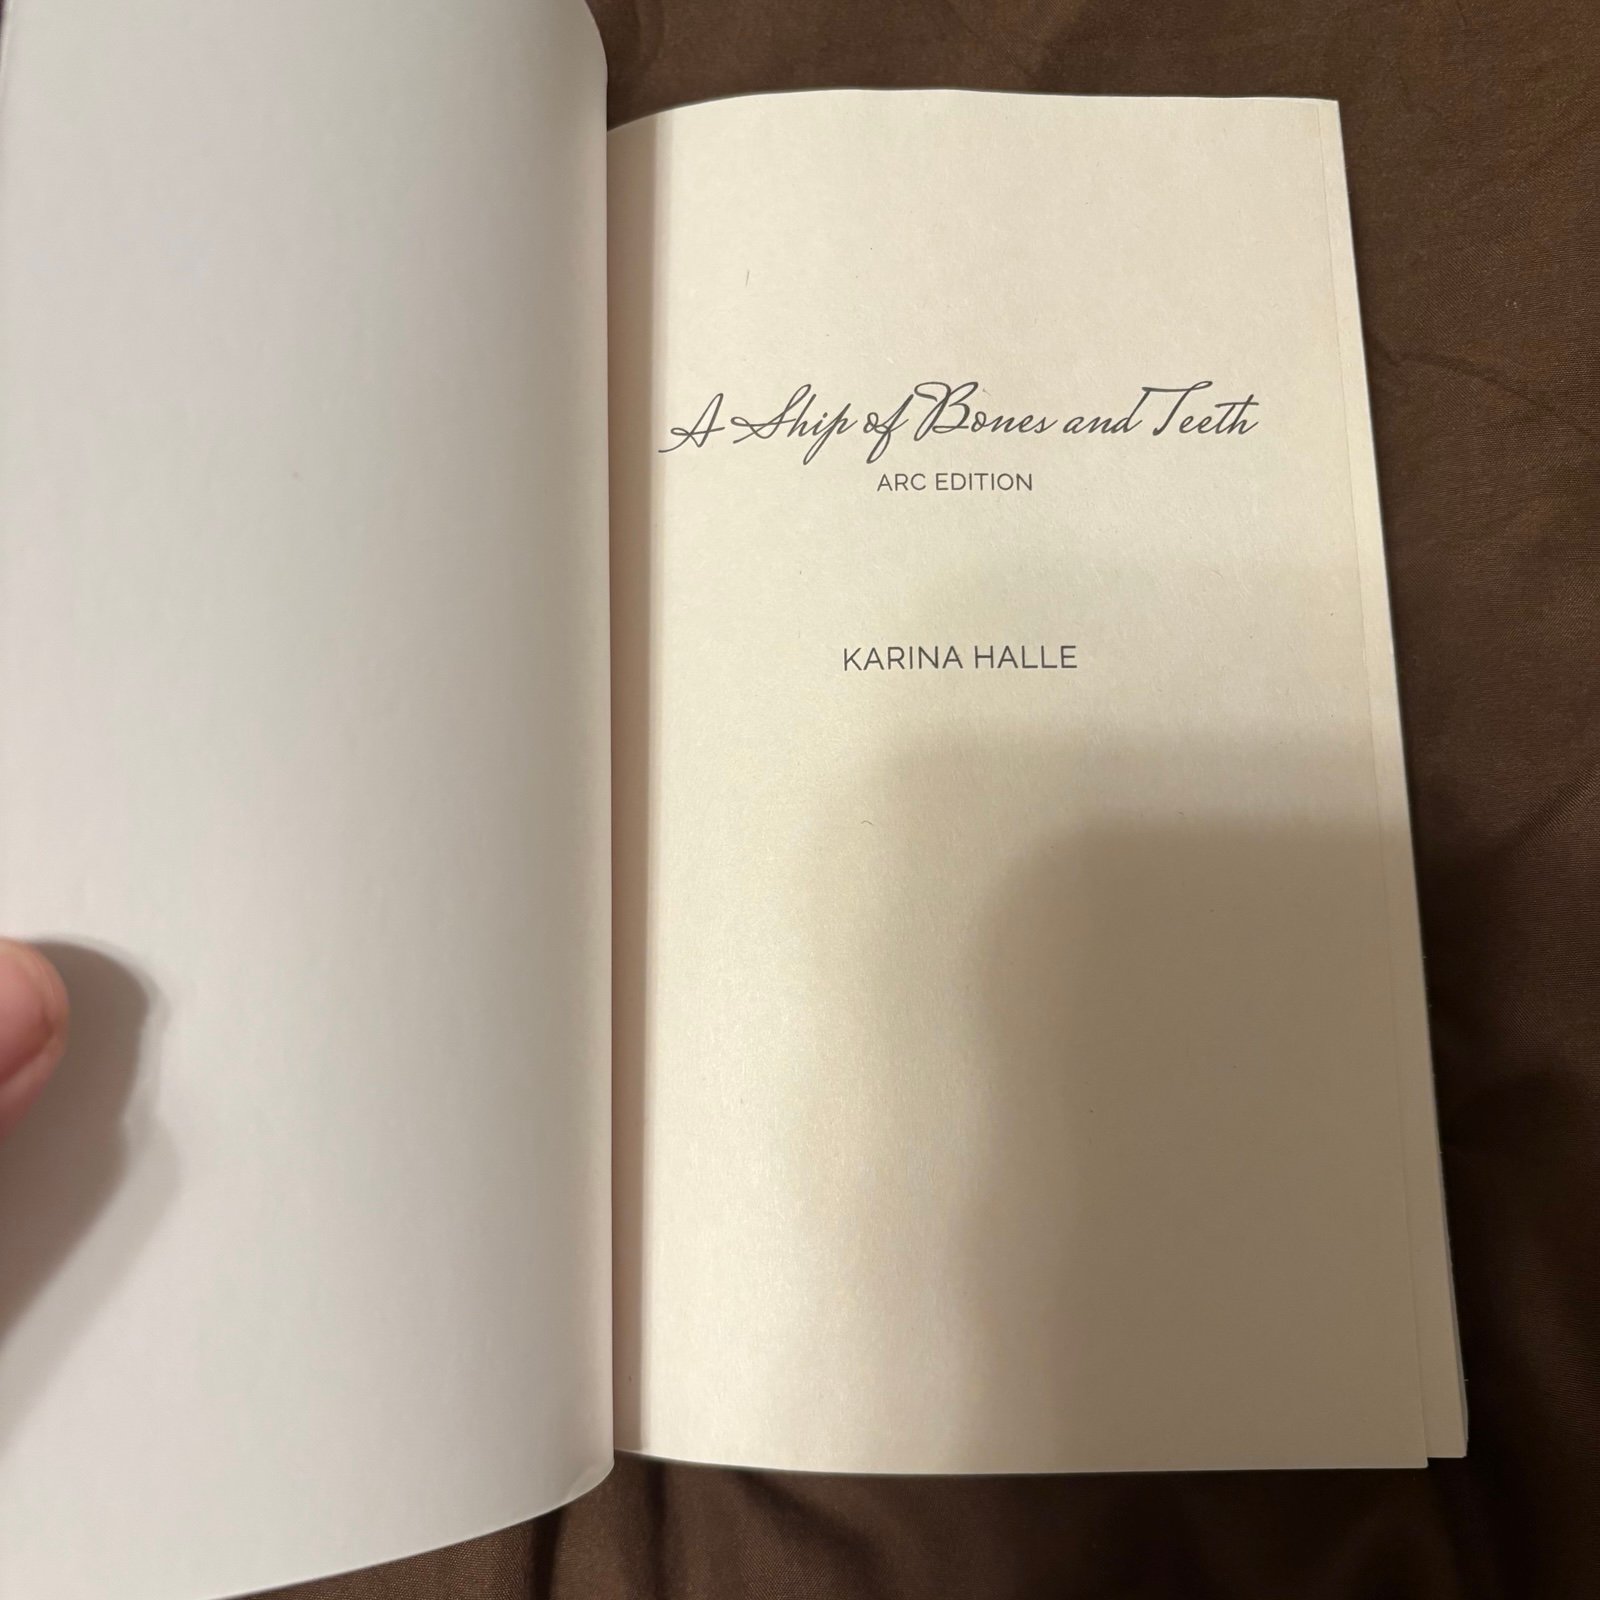 A Ship of Bones and Teeth
ARC EDITION
KARINA HALLE